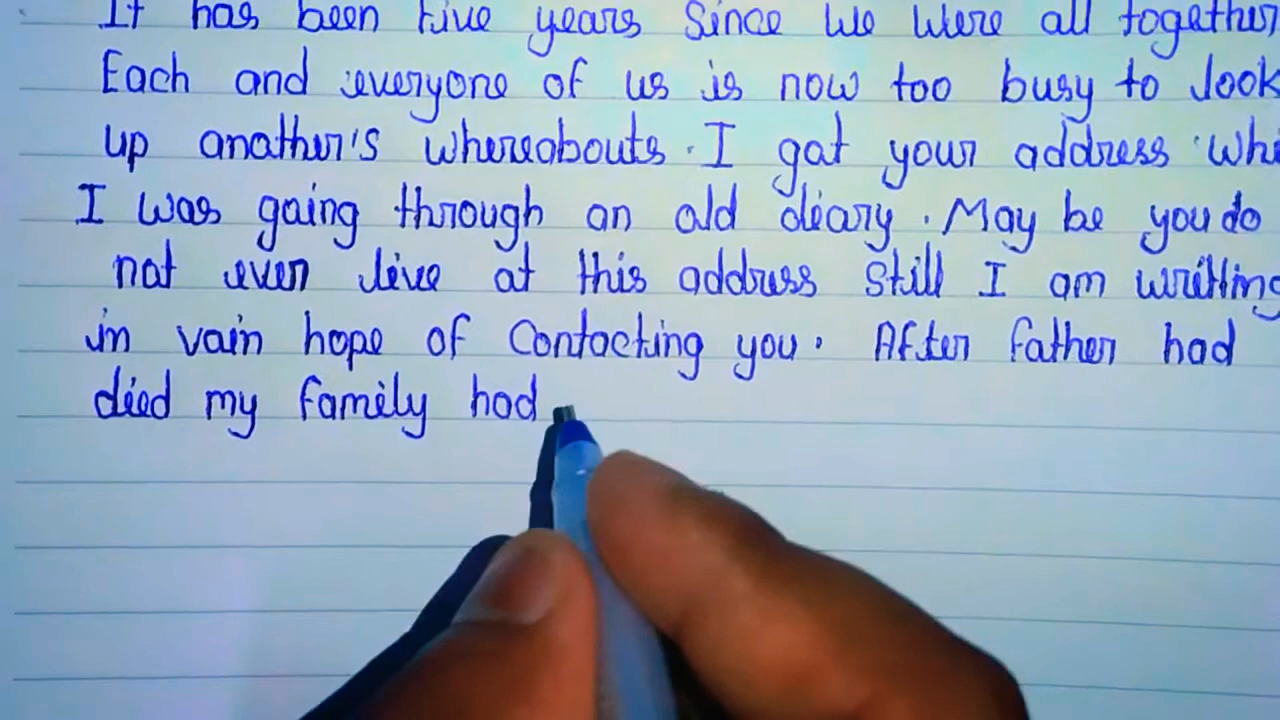 It has been five years Since we were all together
Each and everyone of us is now too busy to look
up another's whereabouts. I got your address whi
I was going through an old diary. May be you do
not even live at this address still I am writting
in vain hope of Contacting you. After father had
died my family had